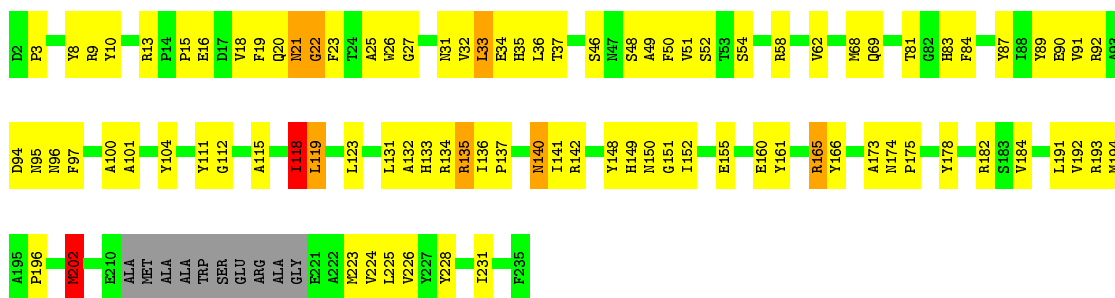 D2 P3 Y8 R9 Y10 R13 P14 P15 E16 D17 V18 F19 Q20 N21 G22 F23 T24 A25 W26 G27 N31 V32 L33 E34 H35 L36 T37 S46 N47 S48 A49 F50 V51 S52 T53 S54 R58 V62 M68 Q69 T81 G82 H83 F84 Y87 I88 Y89 E90 V91 R92 A93
D94 N95 N96 F97 A100 A101 Y104 Y111 G112 A115 I118 L119 L123 L131 A132 H133 R134 R135 I136 P137 N140 I141 R142 Y148 H149 N150 G151 I152 E155 E160 Y161 R165 Y166 A173 N174 P175 Y178 R182 S183 V184 L191 V192 R193 M194
A195 P196 M202 E210 ALA MET ALA ALA TRP SER GLU ARG ALA GLY E221 A222 M223 V224 L225 V226 Y227 Y228 I231 F235